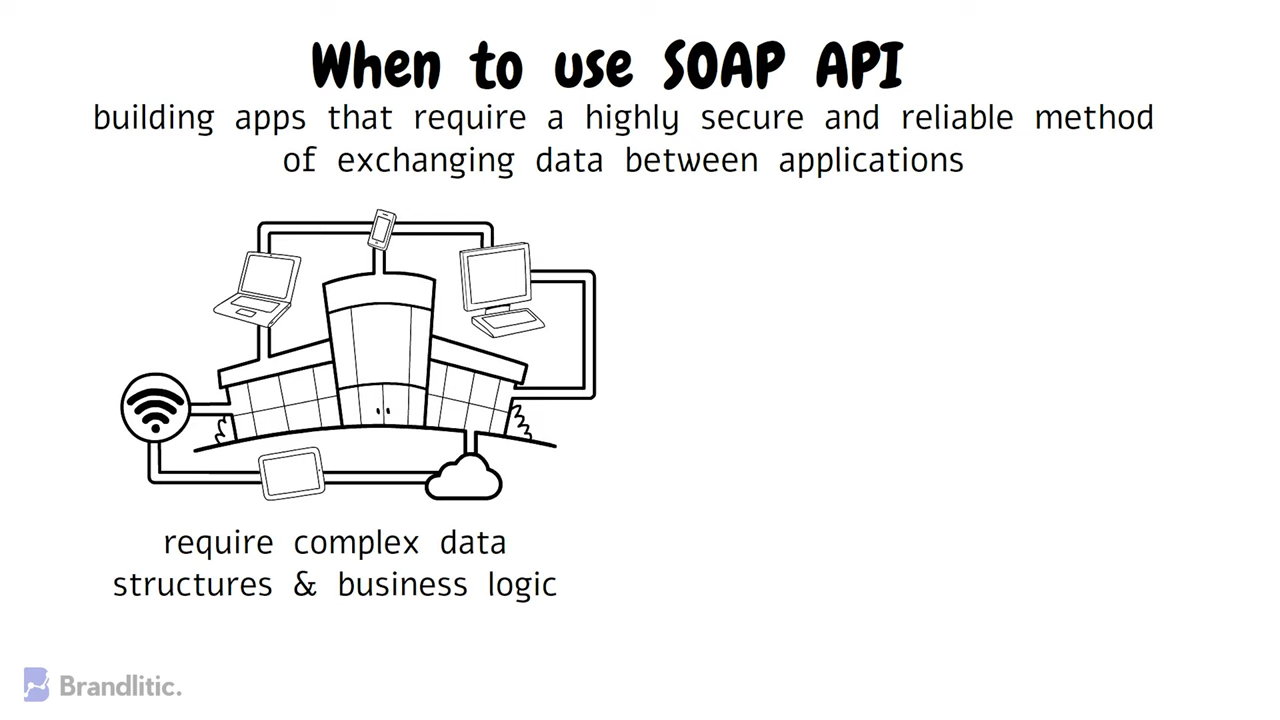 When to use SOAP API
building apps that require a highly secure and reliable method
of exchanging data between applications
require complex data
structures & business logic
Brandlitic.